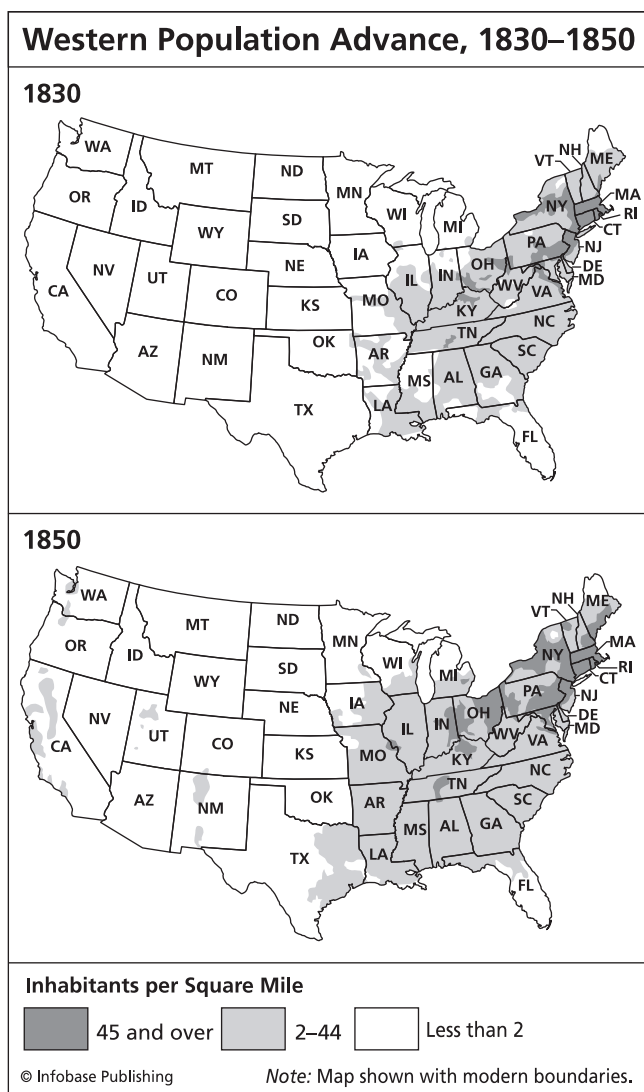 Western Population Advance, 1830–1850
1830
WA
MT
ND
MN
VT
NH
ME
OR
ID
SD
WI
MI
NY
MA
RI
CT
WY
IA
PA
NJ
NV
NE
IL
IN
OH
DE
MD
UT
CO
WV
VA
CA
KS
MO
KY
NC
AZ
NM
OK
AR
TN
SC
MS
AL
GA
TX
LA
FL
1850
WA
MT
ND
MN
VT
NH
ME
OR
ID
SD
WI
MI
NY
MA
RI
CT
WY
IA
PA
NJ
NV
NE
IL
IN
OH
DE
MD
UT
CO
WV
VA
CA
KS
MO
KY
NC
AZ
NM
OK
AR
TN
SC
MS
AL
GA
TX
LA
FL
Inhabitants per Square Mile
45 and over
2–44
Less than 2
© Infobase Publishing
Note: Map shown with modern boundaries.